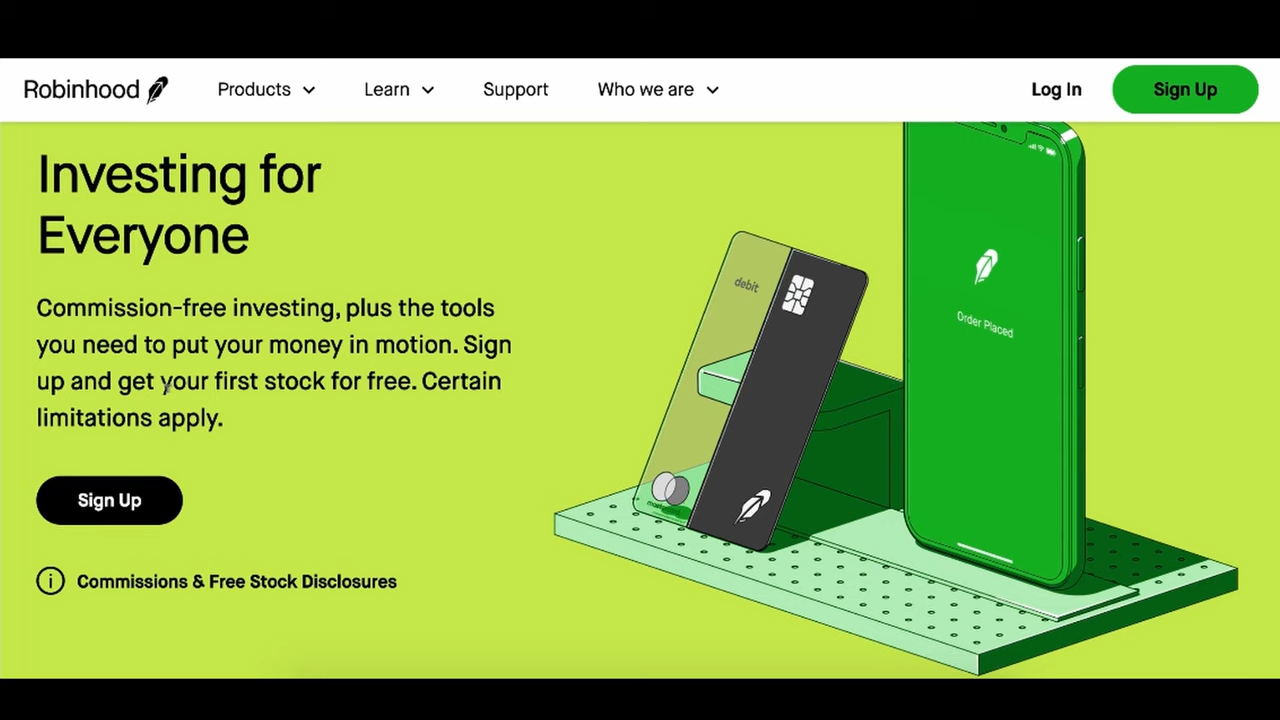 Robinhood
Products
Learn
Support
Who we are
Log In
Sign Up
Investing for
Everyone
Commission-free investing, plus the tools
you need to put your money in motion. Sign
up and get your first stock for free. Certain
limitations apply.
Sign Up
Commissions & Free Stock Disclosures
debit
Order Placed